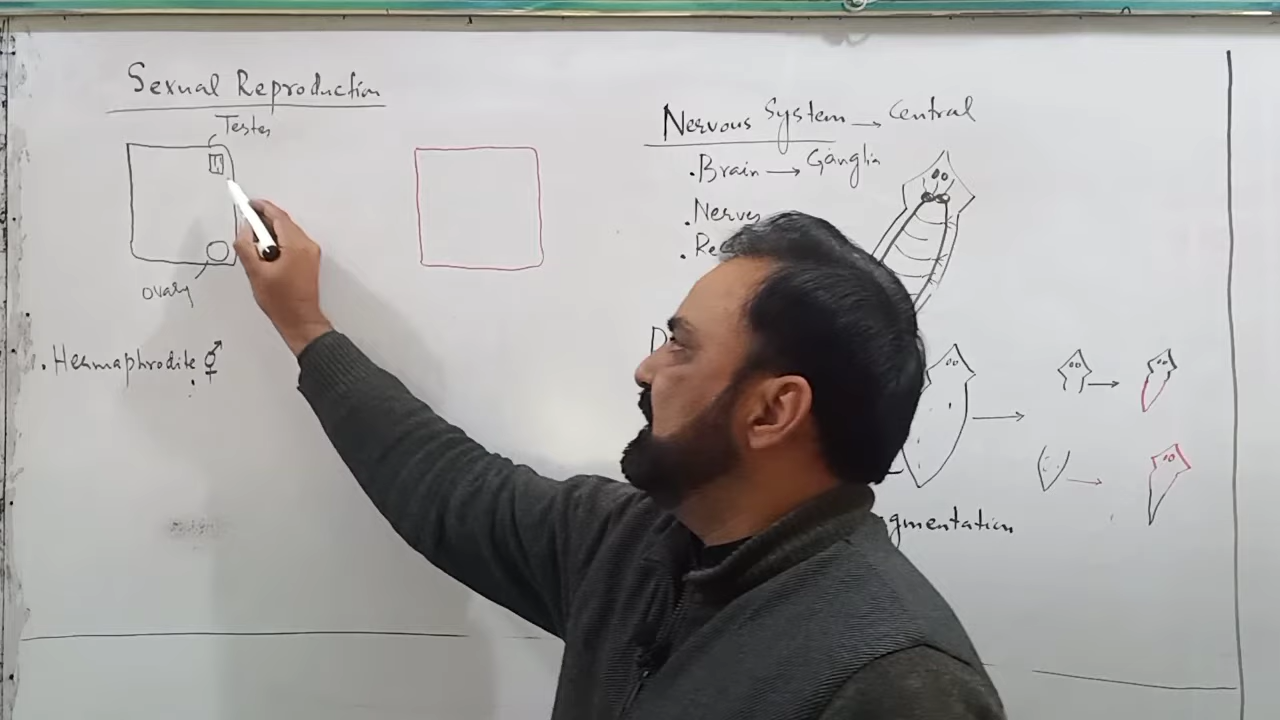 Sexual Reproduction
Testes
ovary
. Hermaphrodite ⚥
Nervous System → Central
. Brain → Ganglia
. Nerves
gmentation